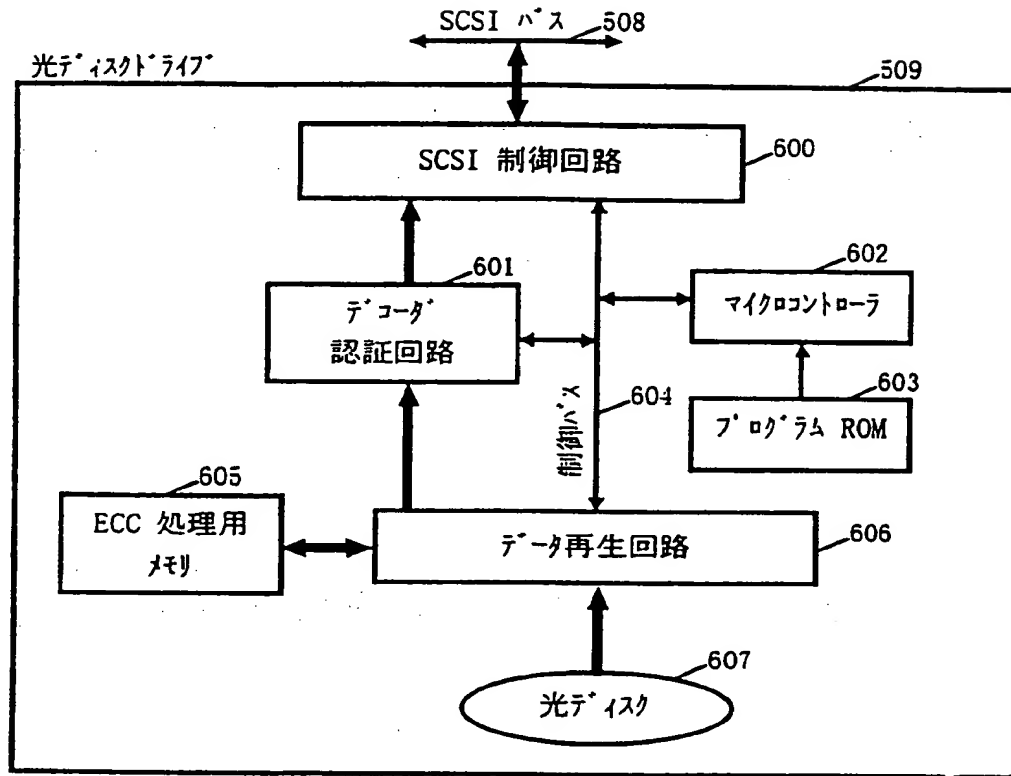 SCSI バス
508
光ディスクドライブ
509
SCSI 制御回路
600
601
デコーダ
認証回路
602
マイクロコントローラ
制御バス
604
603
プログラム ROM
605
ECC 処理用
メモリ
データ再生回路
606
607
光ディスク